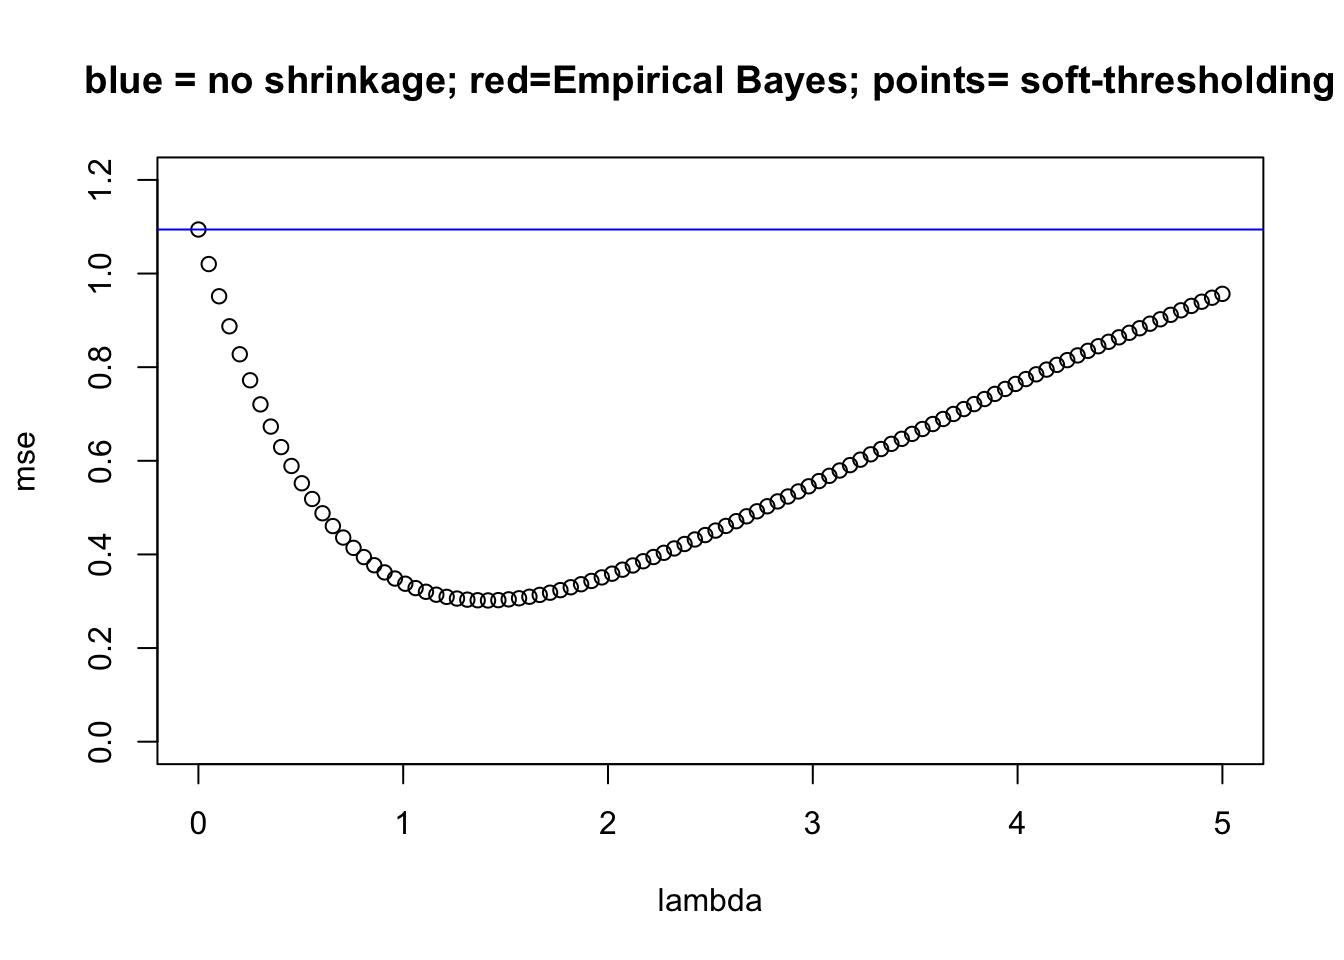 blue = no shrinkage; red=Empirical Bayes; points= soft-thresholding
1.2
1.0
0.8
0.6
0.4
0.2
0.0
mse
0 1 2 3 4 5
lambda